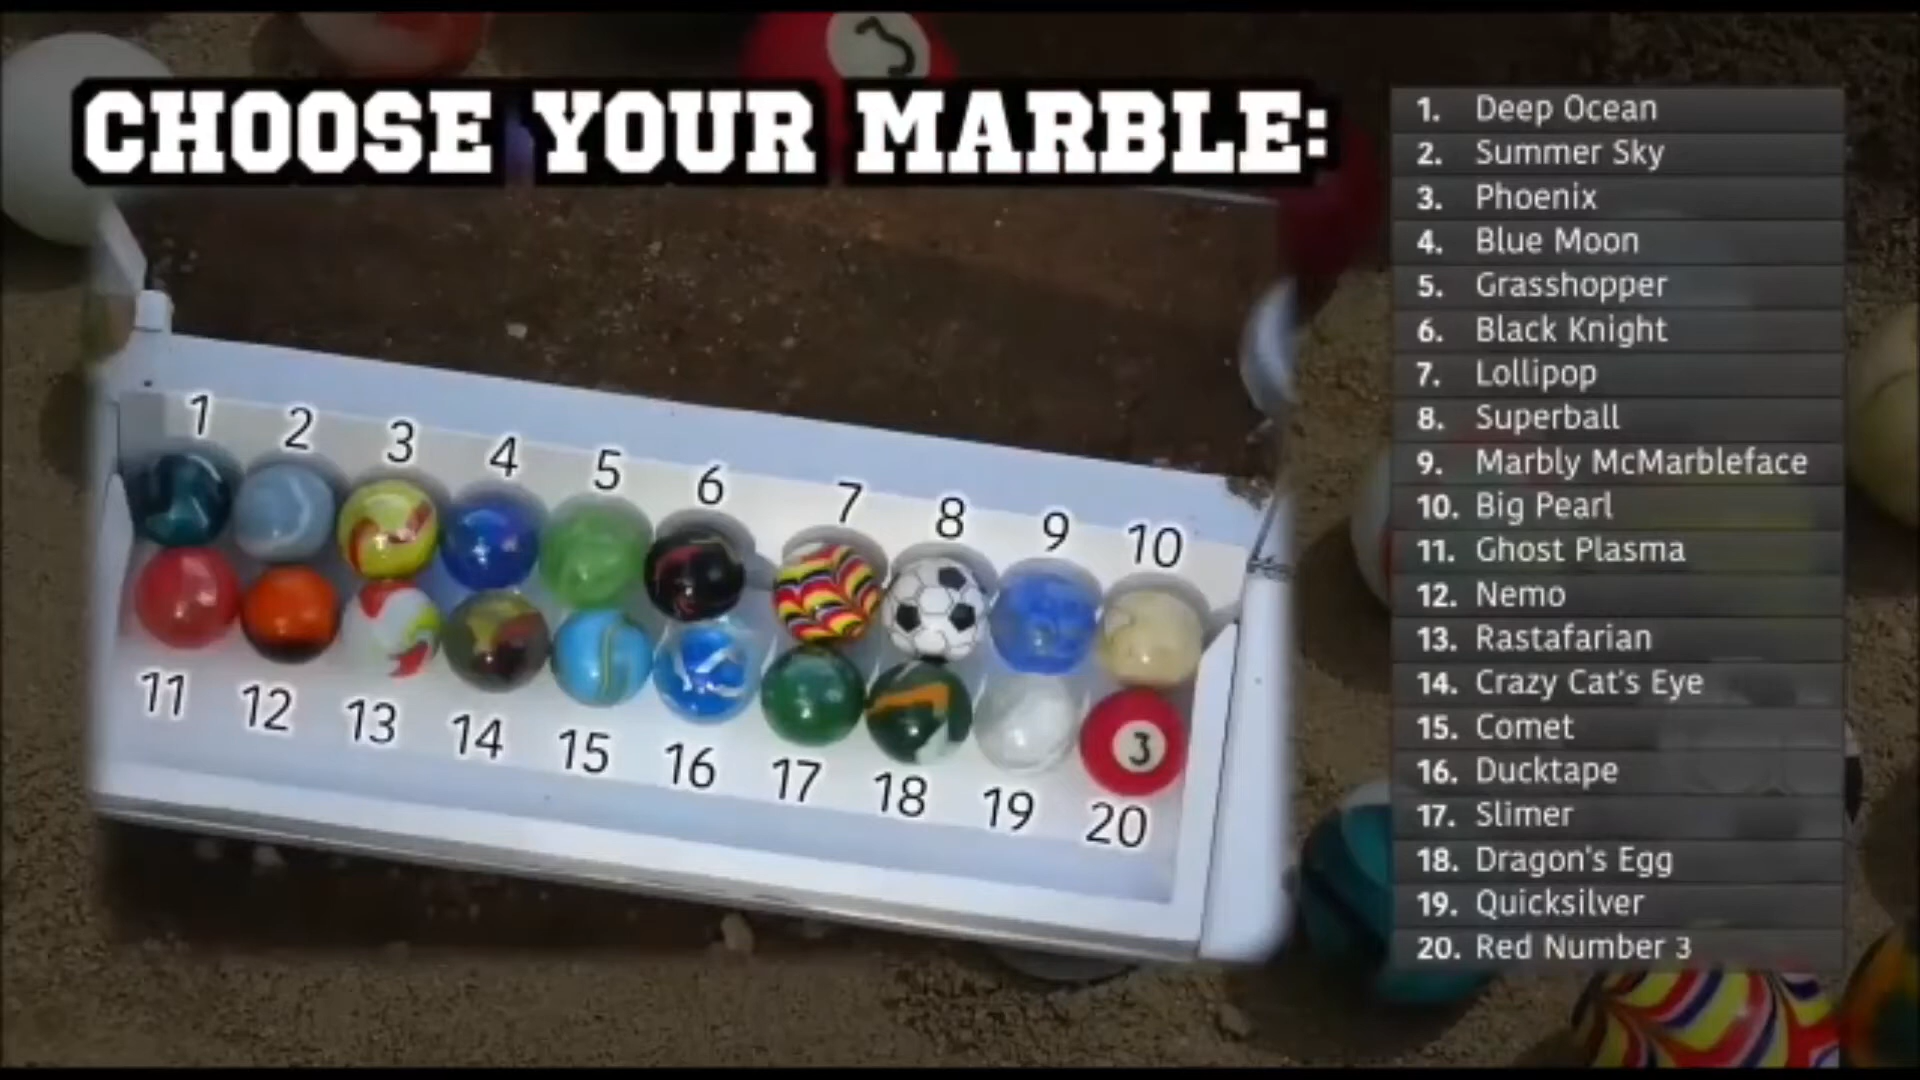 CHOOSE YOUR MARBLE:
3
1 2 3 4 5 6 7 8 9 10
3
11 12 13 14 15 16 17 18 19 20
1. Deep Ocean
2. Summer Sky
3. Phoenix
4. Blue Moon
5. Grasshopper
6. Black Knight
7. Lollipop
8. Superball
9. Marbly McMarbleface
10. Big Pearl
11. Ghost Plasma
12. Nemo
13. Rastafarian
14. Crazy Cat's Eye
15. Comet
16. Ducktape
17. Slimer
18. Dragon's Egg
19. Quicksilver
20. Red Number 3